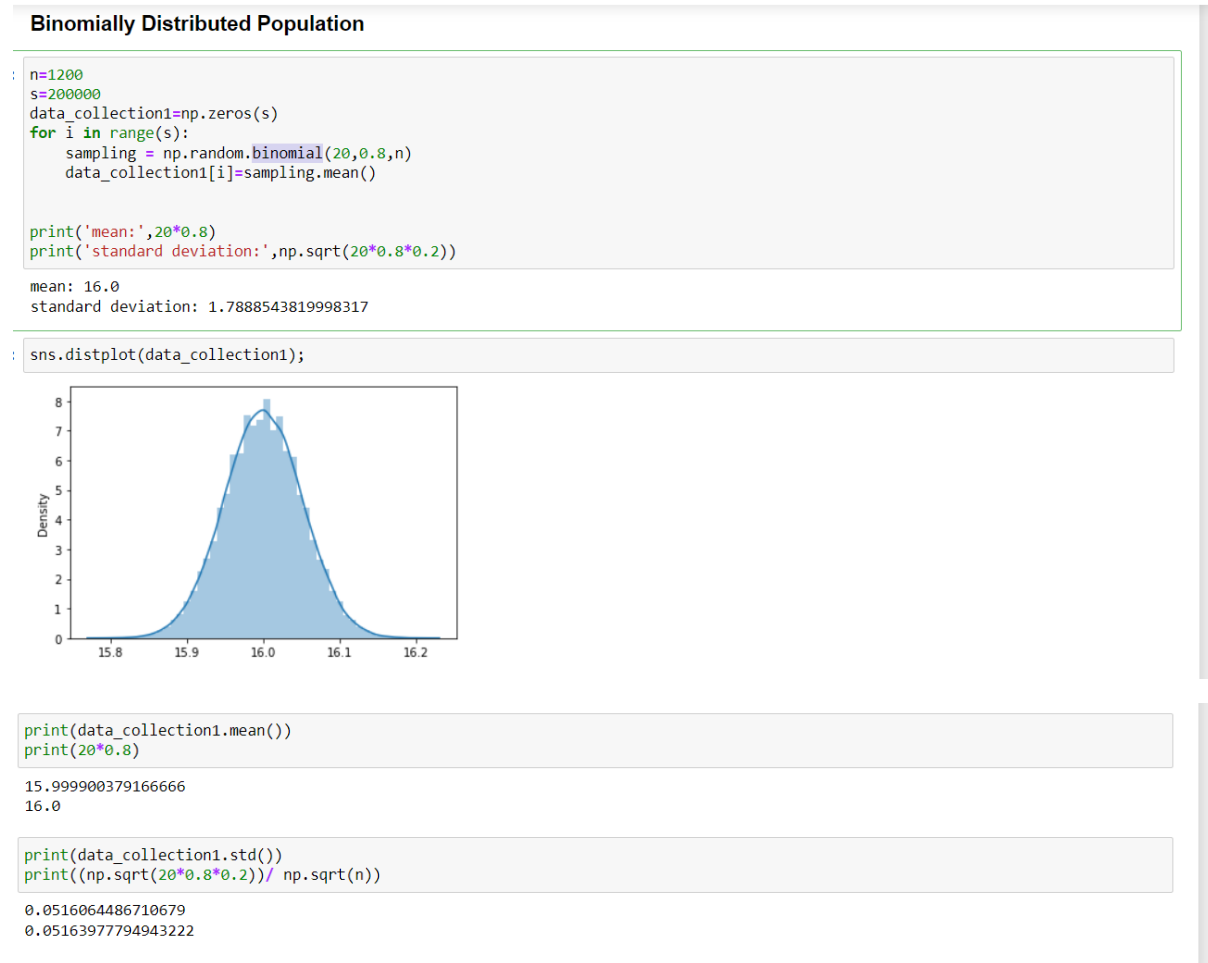 Binomially Distributed Population
n=1200
s=200000
data_collection1=np.zeros(s)
for i in range(s):
    sampling = np.random.binomial(20,0.8,n)
    data_collection1[i]=sampling.mean()
print('mean:',20*0.8)
print('standard deviation:',np.sqrt(20*0.8*0.2))
mean: 16.0
standard deviation: 1.7888543819998317
sns.distplot(data_collection1);
8
7
6
5
4
3
2
1
0
Density
15.8 15.9 16.0 16.1 16.2
print(data_collection1.mean())
print(20*0.8)
15.999900379166666
16.0
print(data_collection1.std())
print((np.sqrt(20*0.8*0.2))/ np.sqrt(n))
0.0516064486710679
0.05163977794943222